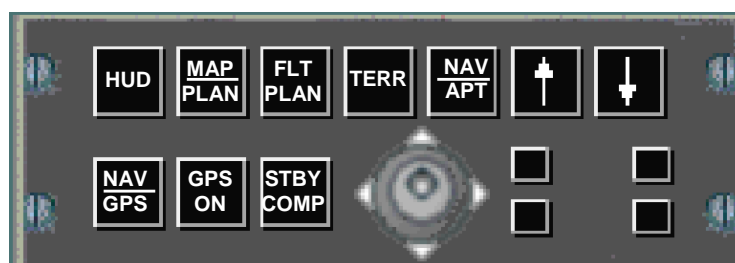 HUD
MAP
PLAN
FLT
PLAN
TERR
NAV
APT
NAV
GPS
GPS
ON
STBY
COMP